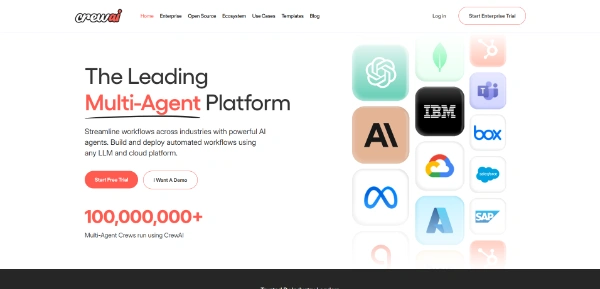 crewai
Home Enterprise Open Source Ecosystem Use Cases Templates Blog
Log in
Start Enterprise Trial
The Leading
Multi-Agent Platform
Streamline workflows across industries with powerful AI
agents. Build and deploy automated workflows using
any LLM and cloud platform.
Start Free Trial
I Want A Demo
100,000,000+
Multi-Agent Crews run using CrewAI
IBM
box
salesforce
SAP